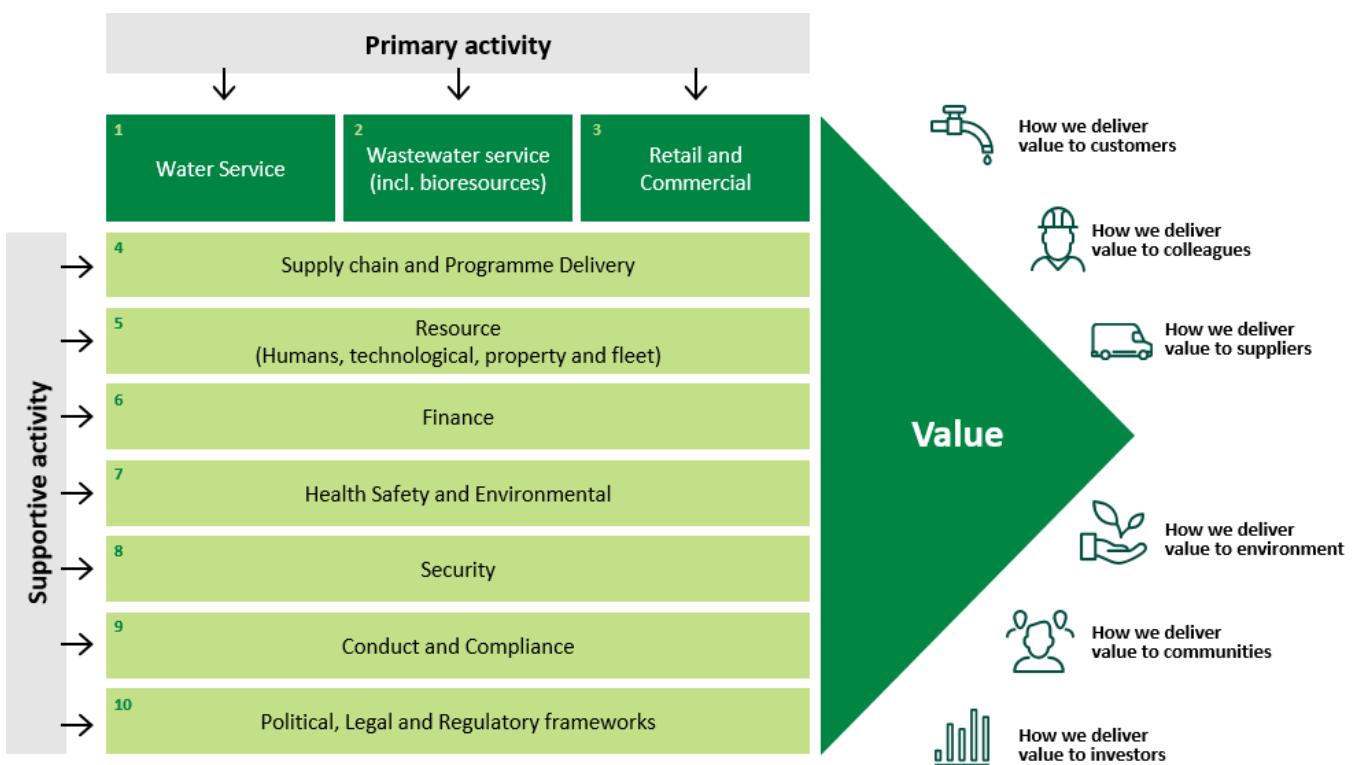 Primary activity
1
Water Service
2
Wastewater service
(incl. bioresources)
3
Retail and
Commercial
Supportive activity
4
Supply chain and Programme Delivery
5
Resource
(Humans, technological, property and fleet)
6
Finance
7
Health Safety and Environmental
8
Security
9
Conduct and Compliance
10
Political, Legal and Regulatory frameworks
Value
How we deliver
value to customers
How we deliver
value to colleagues
How we deliver
value to suppliers
How we deliver
value to environment
How we deliver
value to communities
How we deliver
value to investors